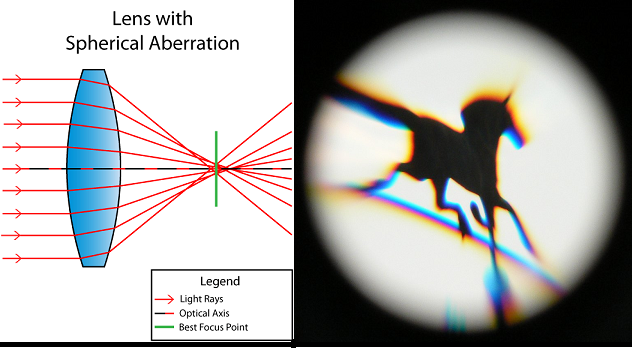 Lens with
Spherical Aberration
Legend
Light Rays
Optical Axis
Best Focus Point